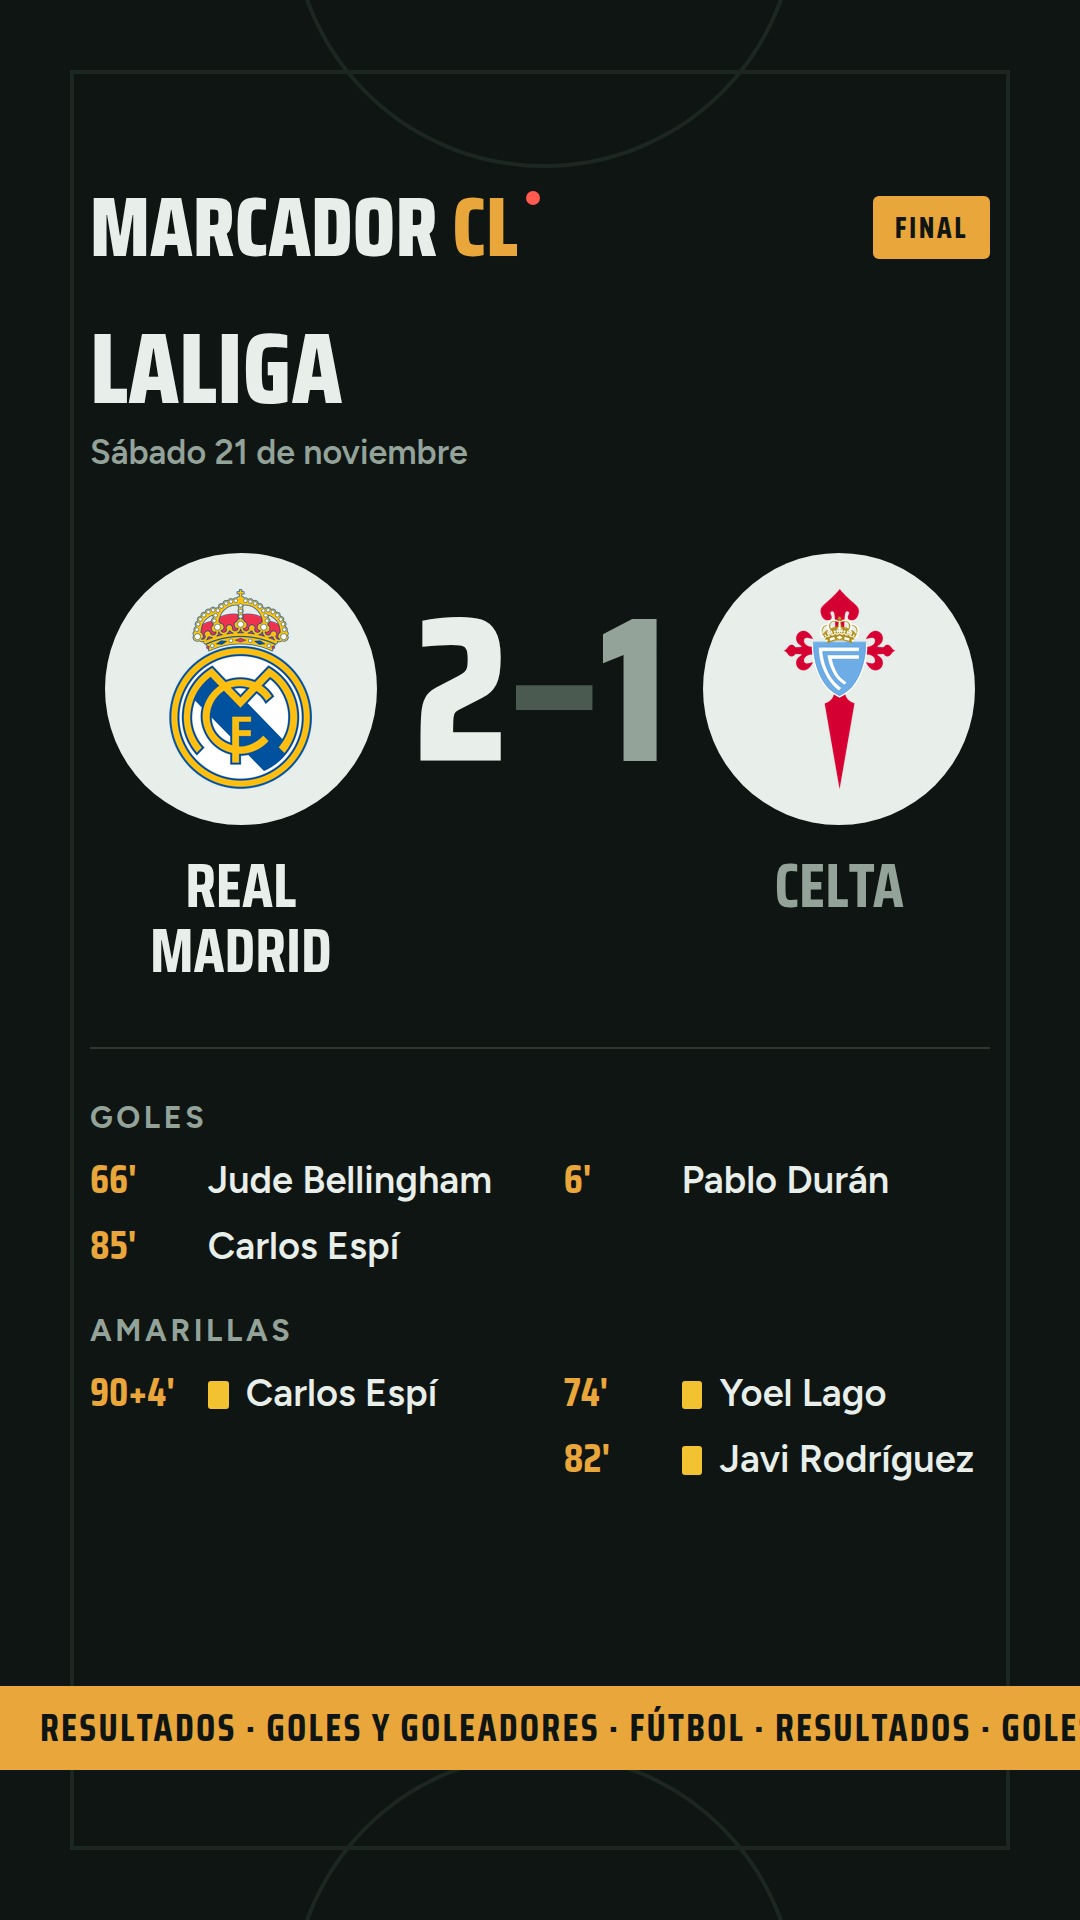 MARCADOR CL
FINAL
LALIGA
Sábado 21 de noviembre
2–1
REAL
MADRID
CELTA
GOLES
66' Jude Bellingham 6' Pablo Durán
85' Carlos Espí
AMARILLAS
90+4' Carlos Espí 74' Yoel Lago
82' Javi Rodríguez
RESULTADOS · GOLES Y GOLEADORES · FÚTBOL · RESULTADOS · GOLES